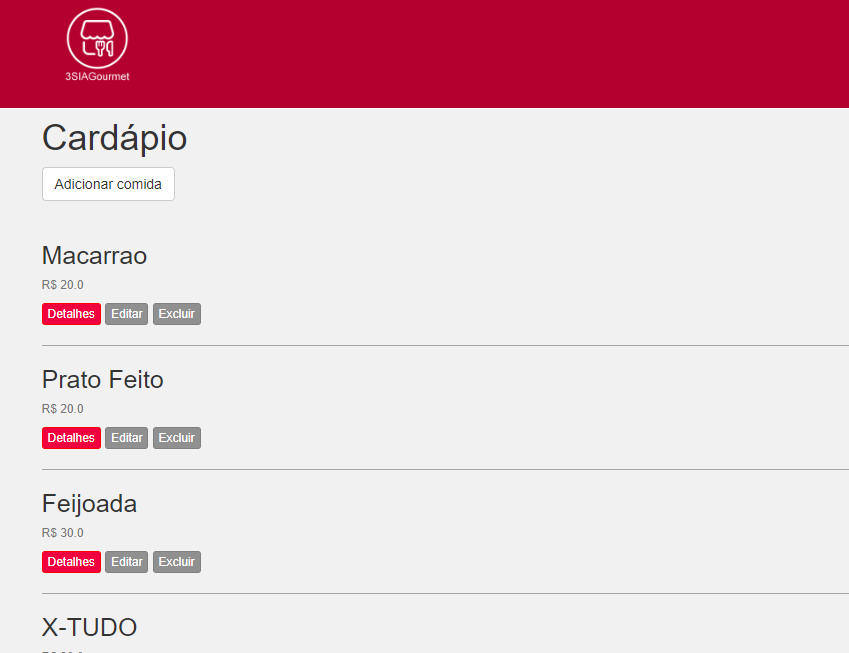 3SIAGourmet
Cardápio
Adicionar comida
Macarrao
R$ 20.0
Detalhes Editar Excluir
Prato Feito
R$ 20.0
Detalhes Editar Excluir
Feijoada
R$ 30.0
Detalhes Editar Excluir
X-TUDO